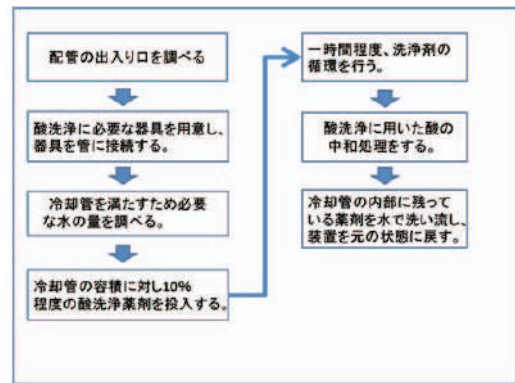 配管の出入り口を調べる
酸洗浄に必要な器具を用意し、
器具を管に接続する。
冷却管を満たすため必要
な水の量を調べる。
冷却管の容積に対し10%
程度の酸洗浄薬剤を投入する。
一時間程度、洗浄剤の
循環を行う。
酸洗浄に用いた酸の
中和処理をする。
冷却管の内部に残って
いる薬剤を水で洗い流し、
装置を元の状態に戻す。